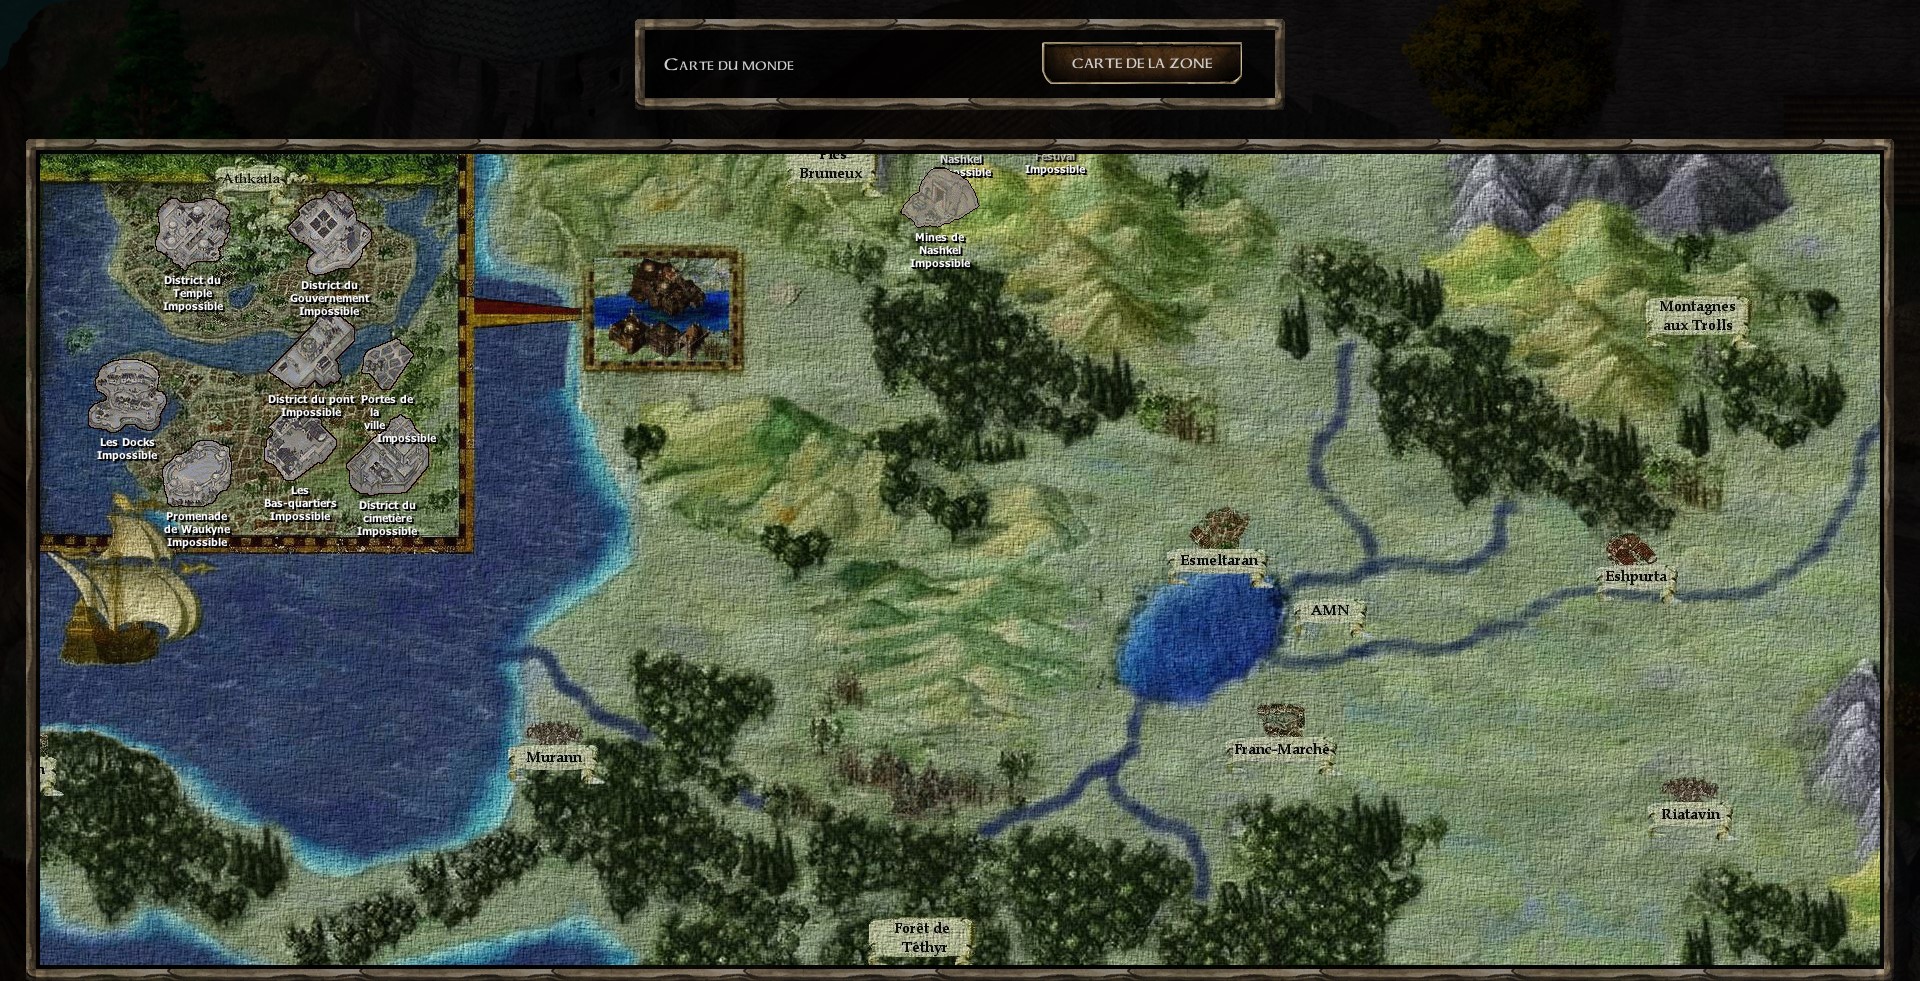 Carte du monde
CARTE DE LA ZONE
Athkatla
District du
Temple
Impossible
District du
Gouvernement
Impossible
District du pont
Impossible
Portes de
la
ville
Impossible
Les Docks
Impossible
Promenade
de Waukyne
Impossible
Les
Bas-quartiers
Impossible
District du
cimetière
Impossible
Pics
Brumeux
Nashkel
Festival
Impossible
Mines de
Nashkel
Impossible
Montagnes
aux Trolls
Esmeltaran
Eshpurta
AMN
Murann
Franc-Marché
Riatavin
Forêt de
Téthyr